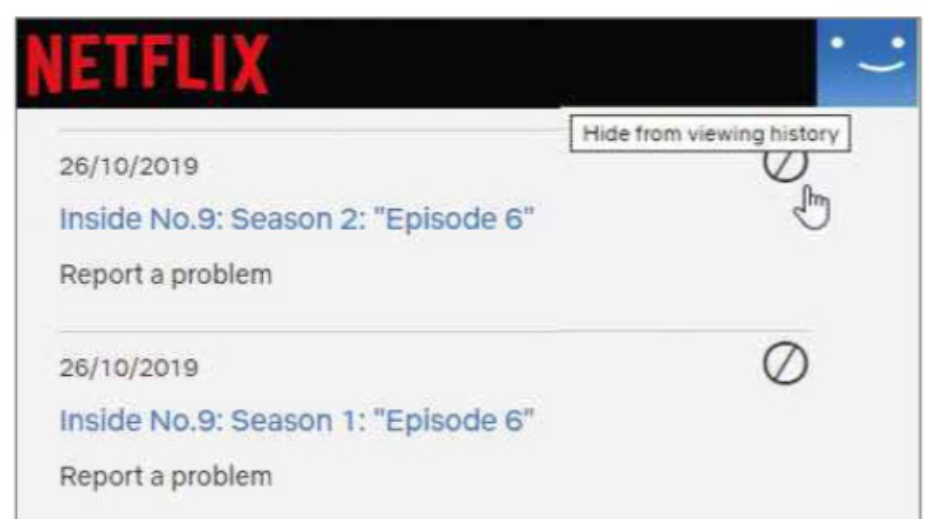 NETFLIX
Hide from viewing history
26/10/2019
Inside No.9: Season 2: "Episode 6"
Report a problem
26/10/2019
Inside No.9: Season 1: "Episode 6"
Report a problem